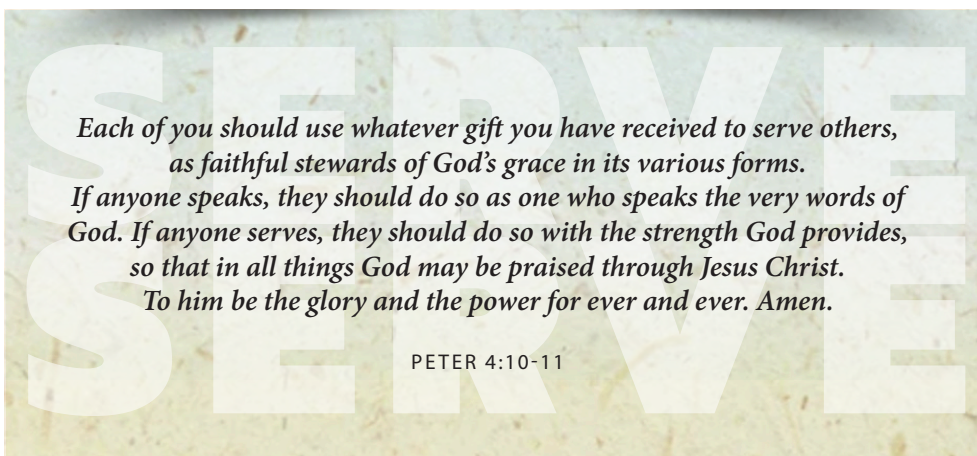 SERVE
SERVE
Each of you should use whatever gift you have received to serve others,
as faithful stewards of God’s grace in its various forms.
If anyone speaks, they should do so as one who speaks the very words of
God. If anyone serves, they should do so with the strength God provides,
so that in all things God may be praised through Jesus Christ.
To him be the glory and the power for ever and ever. Amen.
PETER 4:10-11